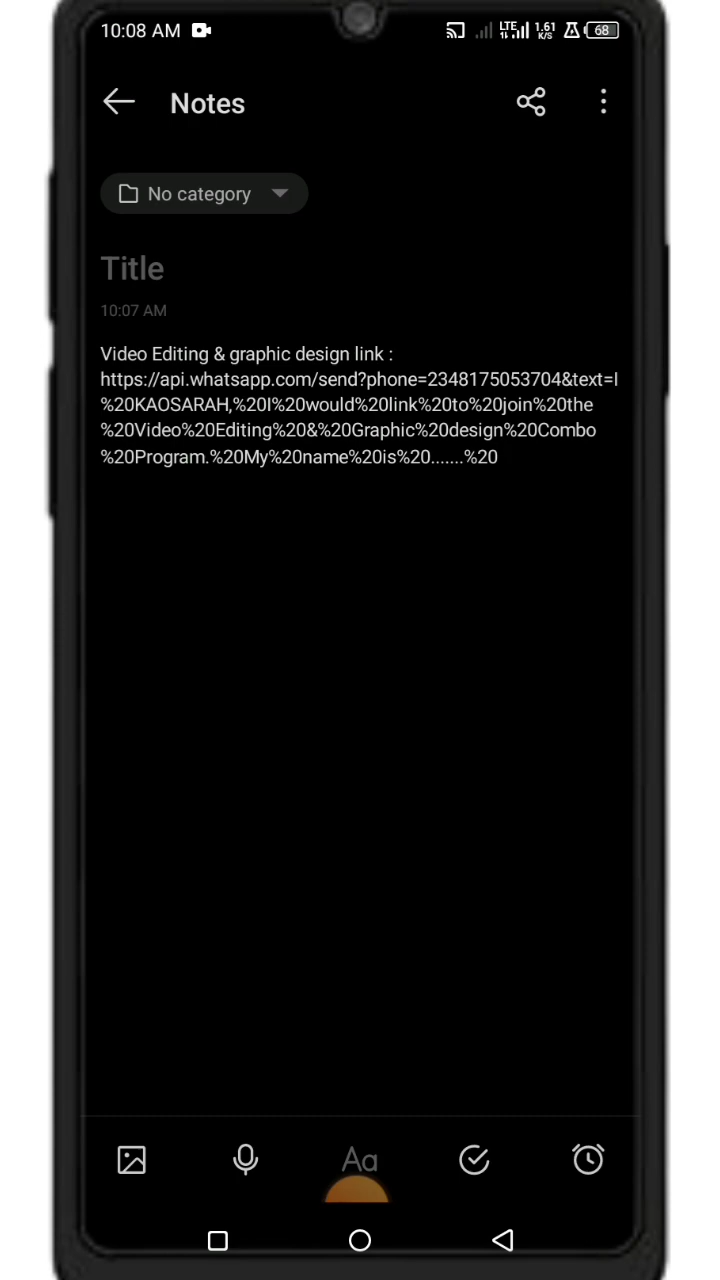 10:08 AM
LTE 1.61 K/S 68
Notes
No category
Title
10:07 AM
Video Editing & graphic design link :
https://api.whatsapp.com/send?phone=2348175053704&text=I
%20KAOSARAH,%20I%20would%20link%20to%20join%20the
%20Video%20Editing%20&%20Graphic%20design%20Combo
%20Program.%20My%20name%20is%20.......%20
Aa